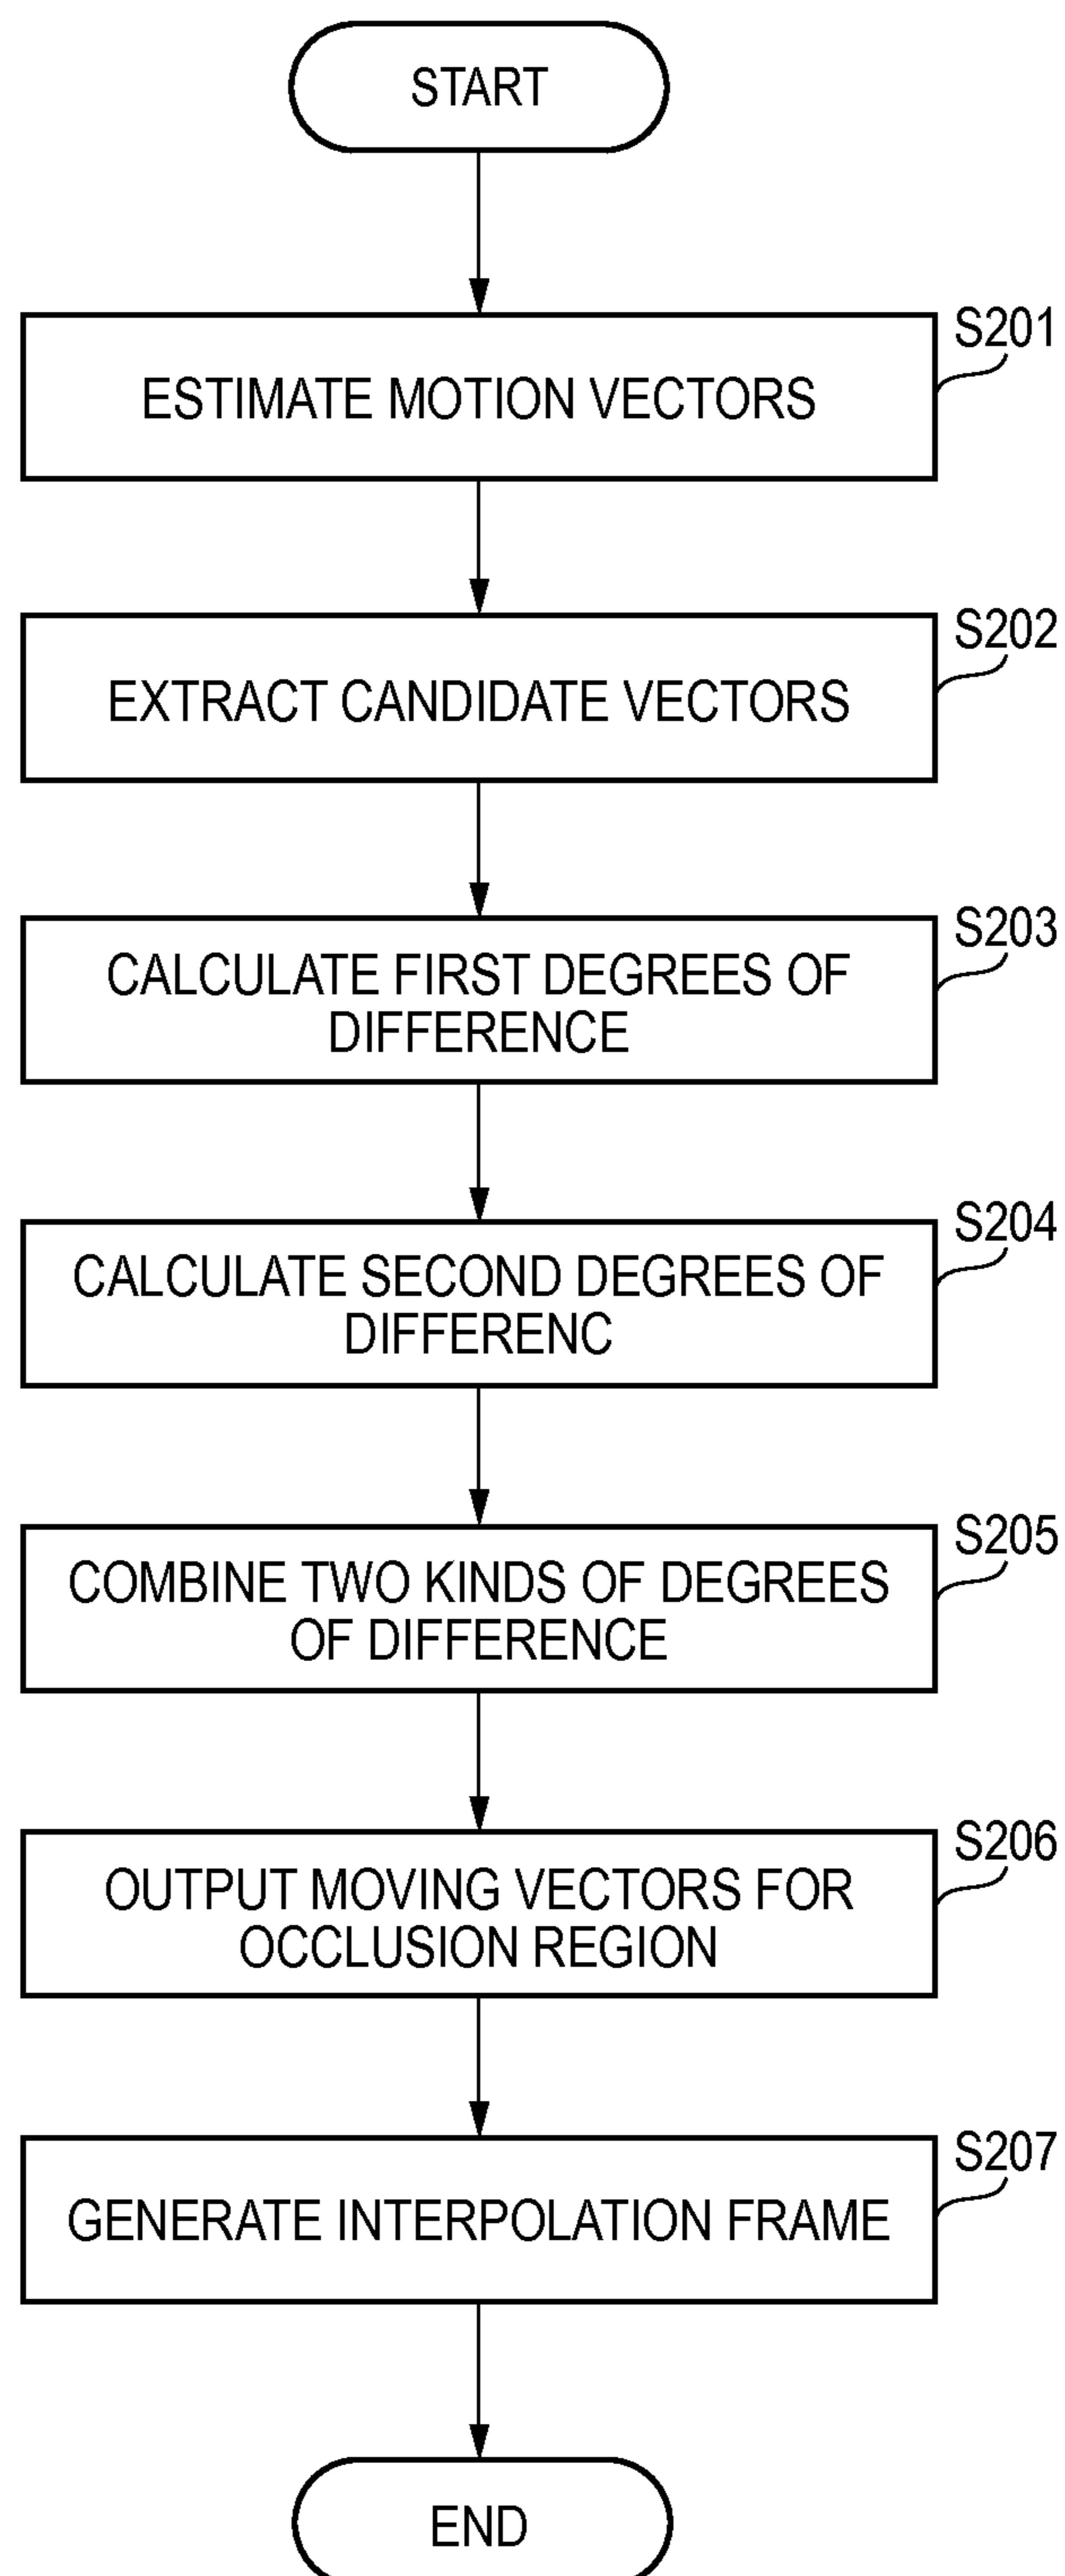 START
S201
ESTIMATE MOTION VECTORS
S202
EXTRACT CANDIDATE VECTORS
S203
CALCULATE FIRST DEGREES OF
DIFFERENCE
S204
CALCULATE SECOND DEGREES OF
DIFFERENC
S205
COMBINE TWO KINDS OF DEGREES
OF DIFFERENCE
S206
OUTPUT MOVING VECTORS FOR
OCCLUSION REGION
S207
GENERATE INTERPOLATION FRAME
END